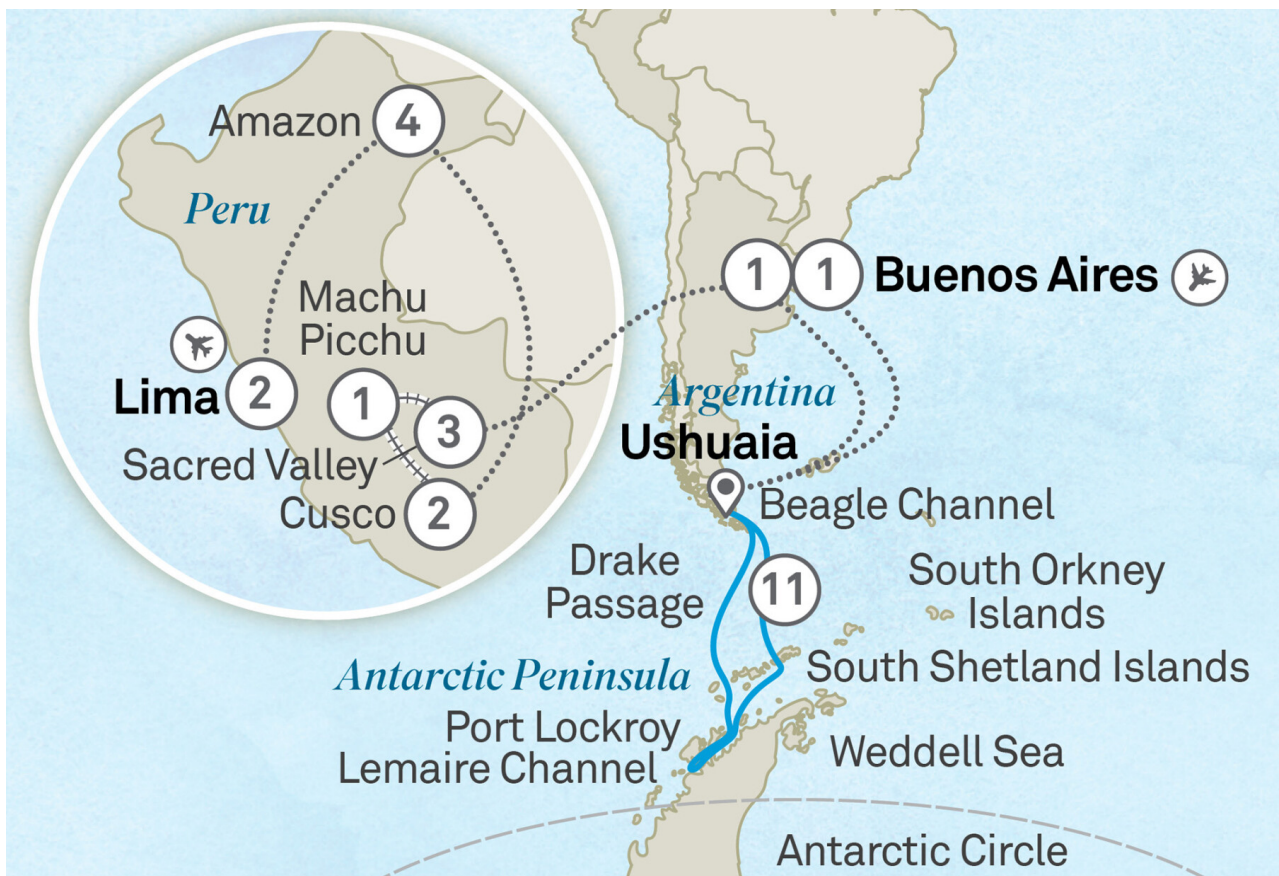 Amazon 4
Peru
Machu
Picchu
Lima 2
1
3
Sacred Valley
Cusco 2
1 1 Buenos Aires
Argentina
Ushuaia
Beagle Channel
Drake
Passage
11
South Orkney
Islands
Antarctic Peninsula
South Shetland Islands
Port Lockroy
Lemaire Channel
Weddell Sea
Antarctic Circle